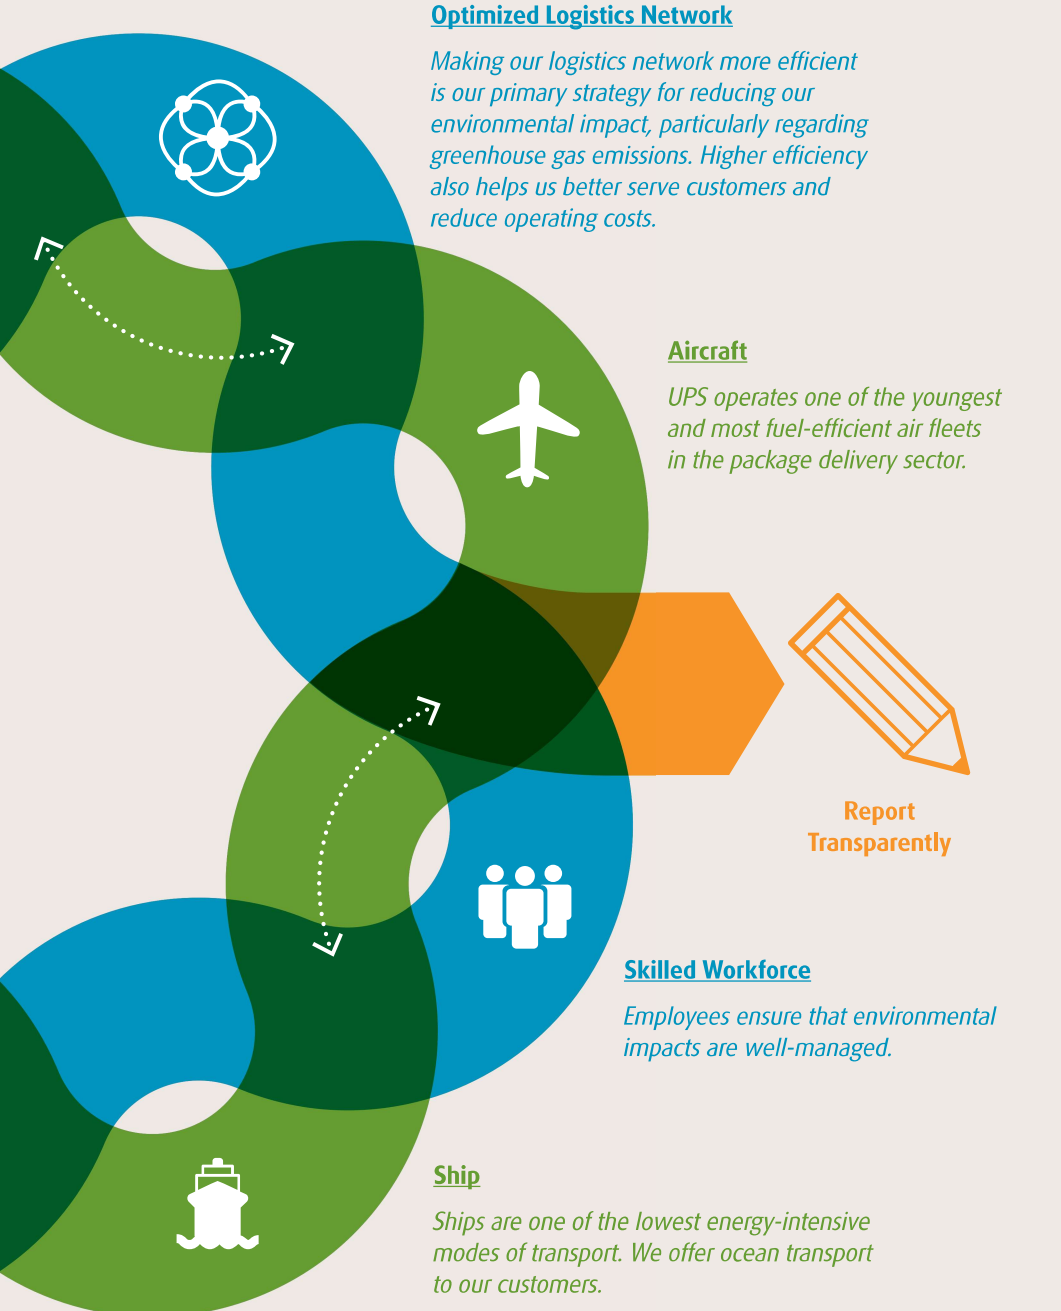 Optimized Logistics Network
Making our logistics network more efficient
is our primary strategy for reducing our
environmental impact, particularly regarding
greenhouse gas emissions. Higher efficiency
also helps us better serve customers and
reduce operating costs.
Aircraft
UPS operates one of the youngest
and most fuel-efficient air fleets
in the package delivery sector.
Report
Transparently
Skilled Workforce
Employees ensure that environmental
impacts are well-managed.
Ship
Ships are one of the lowest energy-intensive
modes of transport. We offer ocean transport
to our customers.